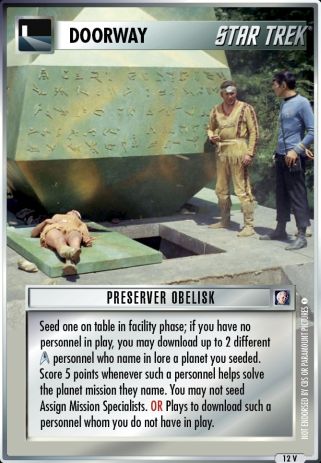 DOORWAY
STAR TREK
PRESERVER OBELISK
Seed one on table in facility phase; if you have
no personnel in play, you may download up to 2 different
personnel who name in lore a planet you seeded.
Score 5 points whenever such a personnel helps solve
the planet mission they name. You may not seed
Assign Mission Specialists. OR Plays to download such a
personnel whom you do not have in play.
NOT ENDORSED BY CBS OR PARAMOUNT PICTURES
12 V